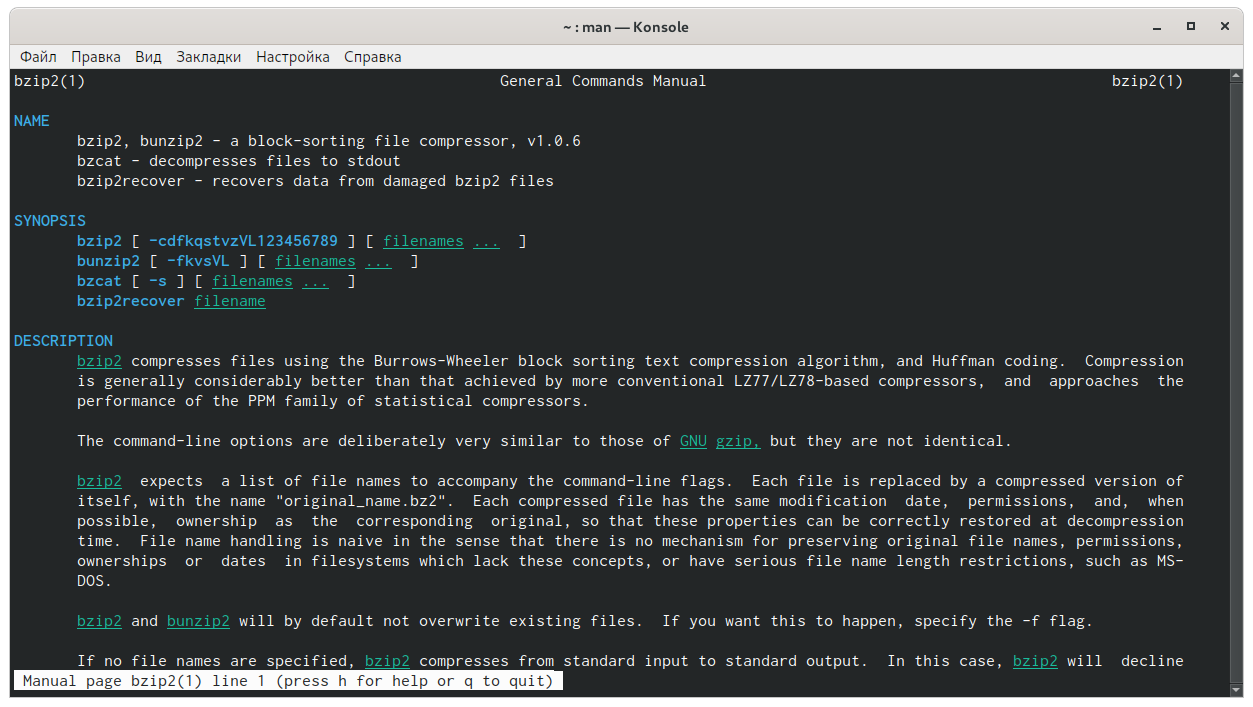 ~ : man — Konsole
Файл Правка Вид Закладки Настройка Справка
bzip2(1) General Commands Manual bzip2(1)
NAME
bzip2, bunzip2 - a block-sorting file compressor, v1.0.6
bzcat - decompresses files to stdout
bzip2recover - recovers data from damaged bzip2 files
SYNOPSIS
bzip2 [ -cdfkqstvzVL123456789 ] [ filenames ...  ]
bunzip2 [ -fkvsVL ] [ filenames ...  ]
bzcat [ -s ] [ filenames ...  ]
bzip2recover filename
DESCRIPTION
bzip2 compresses files using the Burrows-Wheeler block sorting text compression algorithm, and Huffman coding.  Compression
is generally considerably better than that achieved by more conventional LZ77/LZ78-based compressors,  and  approaches  the
performance of the PPM family of statistical compressors.
The command-line options are deliberately very similar to those of GNU gzip, but they are not identical.
bzip2  expects  a list of file names to accompany the command-line flags.  Each file is replaced by a compressed version of
itself, with the name "original_name.bz2".  Each compressed file has the same modification  date,  permissions,  and,  when
possible,  ownership  as  the  corresponding  original, so that these properties can be correctly restored at decompression
time.  File name handling is naive in the sense that there is no mechanism for preserving original file names, permissions,
ownerships  or  dates  in filesystems which lack these concepts, or have serious file name length restrictions, such as MS-
DOS.
bzip2 and bunzip2 will by default not overwrite existing files.  If you want this to happen, specify the -f flag.
If no file names are specified, bzip2 compresses from standard input to standard output.  In this case, bzip2 will  decline
Manual page bzip2(1) line 1 (press h for help or q to quit)